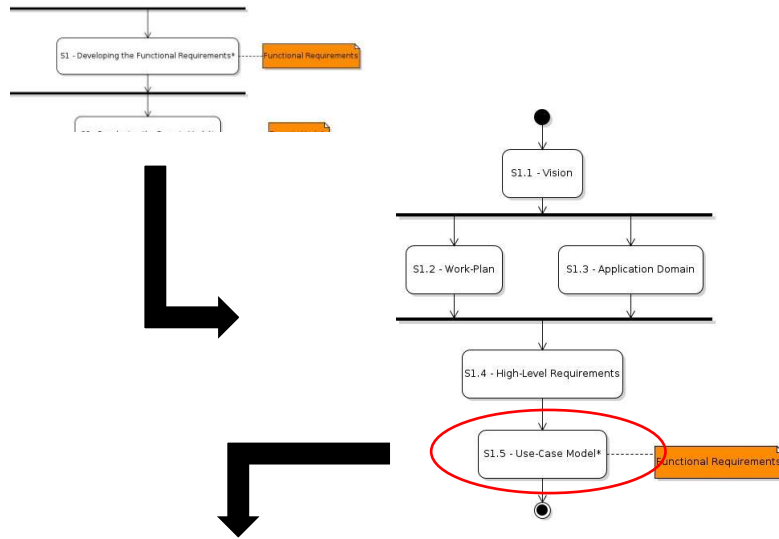 S1 - Developing the Functional Requirements*
Functional Requirements
S1.1 - Vision
S1.2 - Work-Plan
S1.3 - Application Domain
S1.4 - High-Level Requirements
S1.5 - Use-Case Model*
Functional Requirements